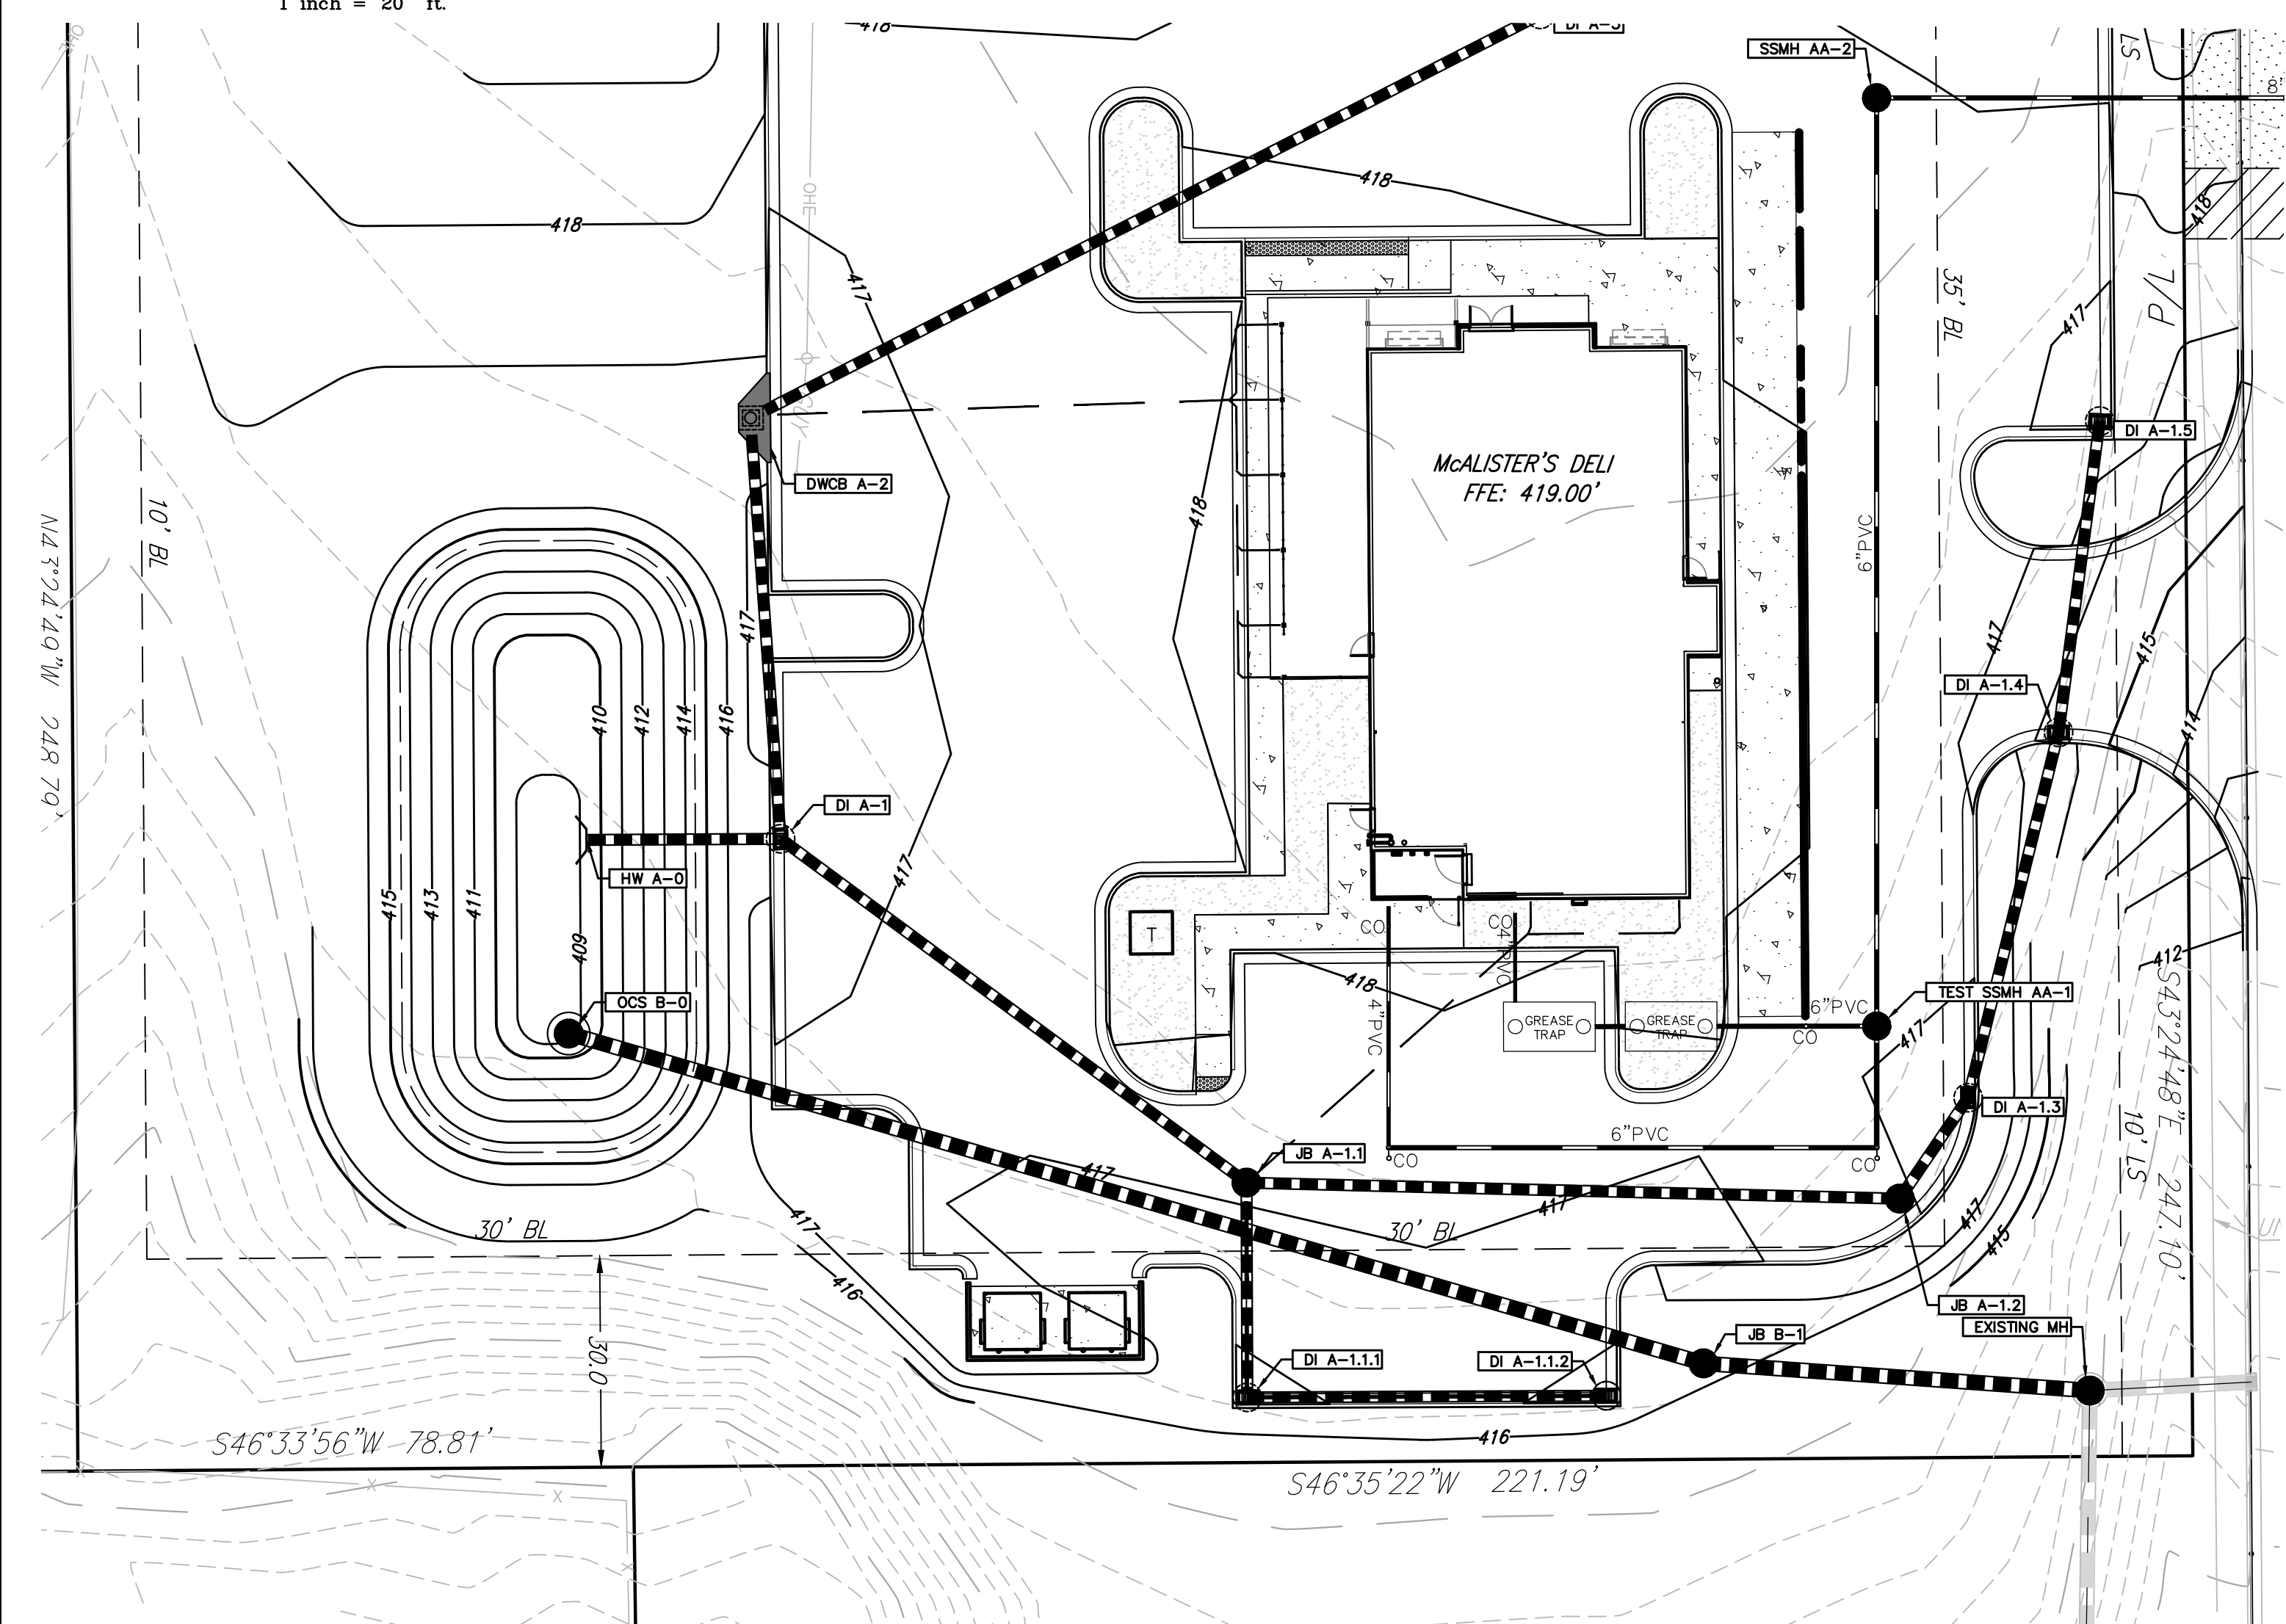 1 inch = 20 ft.
418
DI A-3
SSMH AA-2
LS
8"
OHE
OHE
418
418
418
417
35' BL
417
P/L
DI A-1.5
DWCB A-2
GUY
McALISTER'S DELI
FFE: 419.00'
418
10' BL
N43°24'49"W 248.79'
6"PVC
417
417
415
DI A-1.4
414
410
412
414
416
DI A-1
HW A-0
417
415
413
411
409
T
CO
CO
4"PVC
418
412
OCS B-0
4"PVC
GREASE
TRAP
GREASE
TRAP
6"PVC
CO
TEST SSMH AA-1
417
S43°24'48"E 247.10'
DI A-1.3
10' LS
6"PVC
CO
CO
JB A-1.1
417
417
417
415
30' BL
417
30' BL
416
JB A-1.2
EXISTING MH
JB B-1
30.0
DI A-1.1.1
DI A-1.1.2
416
S46°33'56"W 78.81'
S46°35'22"W 221.19'
X
X
X
X